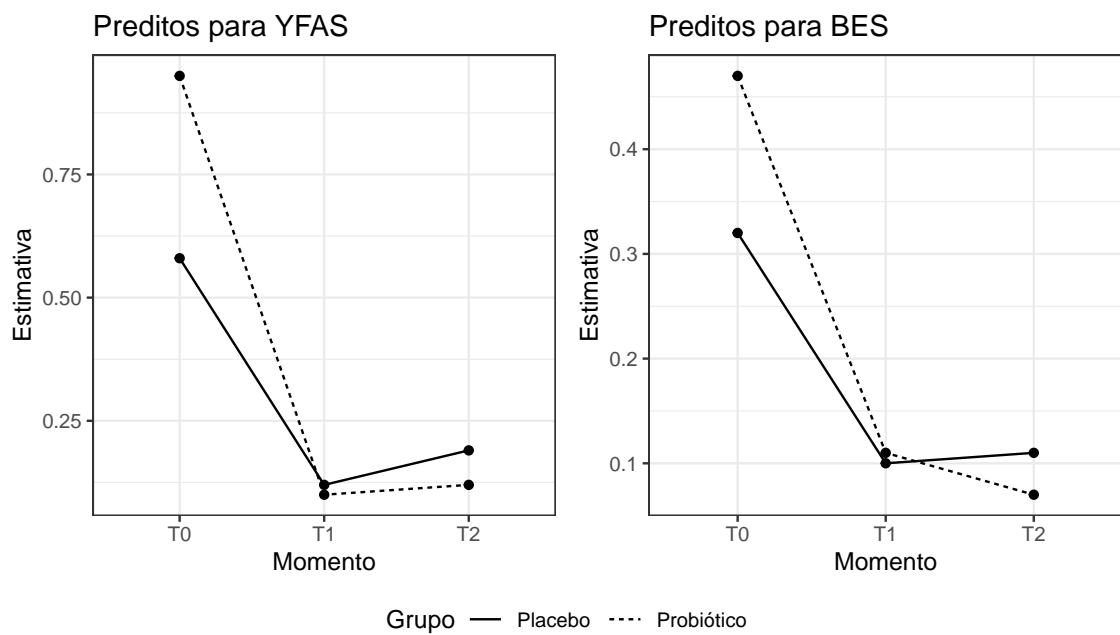 Preditos para YFAS
Estimativa
0.75
0.50
0.25
T0 T1 T2
Momento
Preditos para BES
Estimativa
0.4
0.3
0.2
0.1
T0 T1 T2
Momento
Grupo Placebo Probiótico